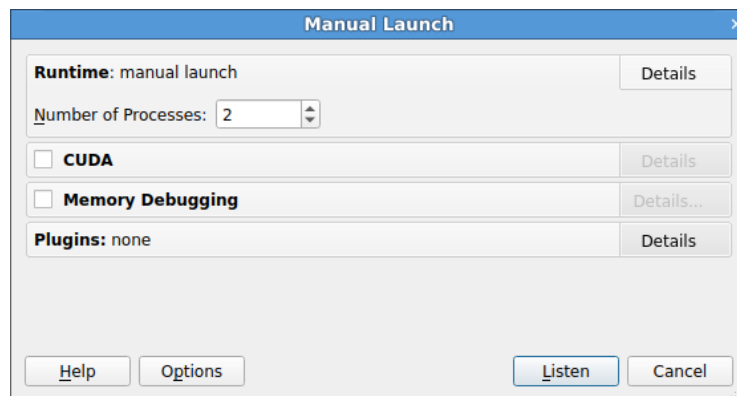 Manual Launch
Runtime: manual launch Details
Number of Processes: 2
CUDA Details
Memory Debugging Details...
Plugins: none Details
Help Options Listen Cancel